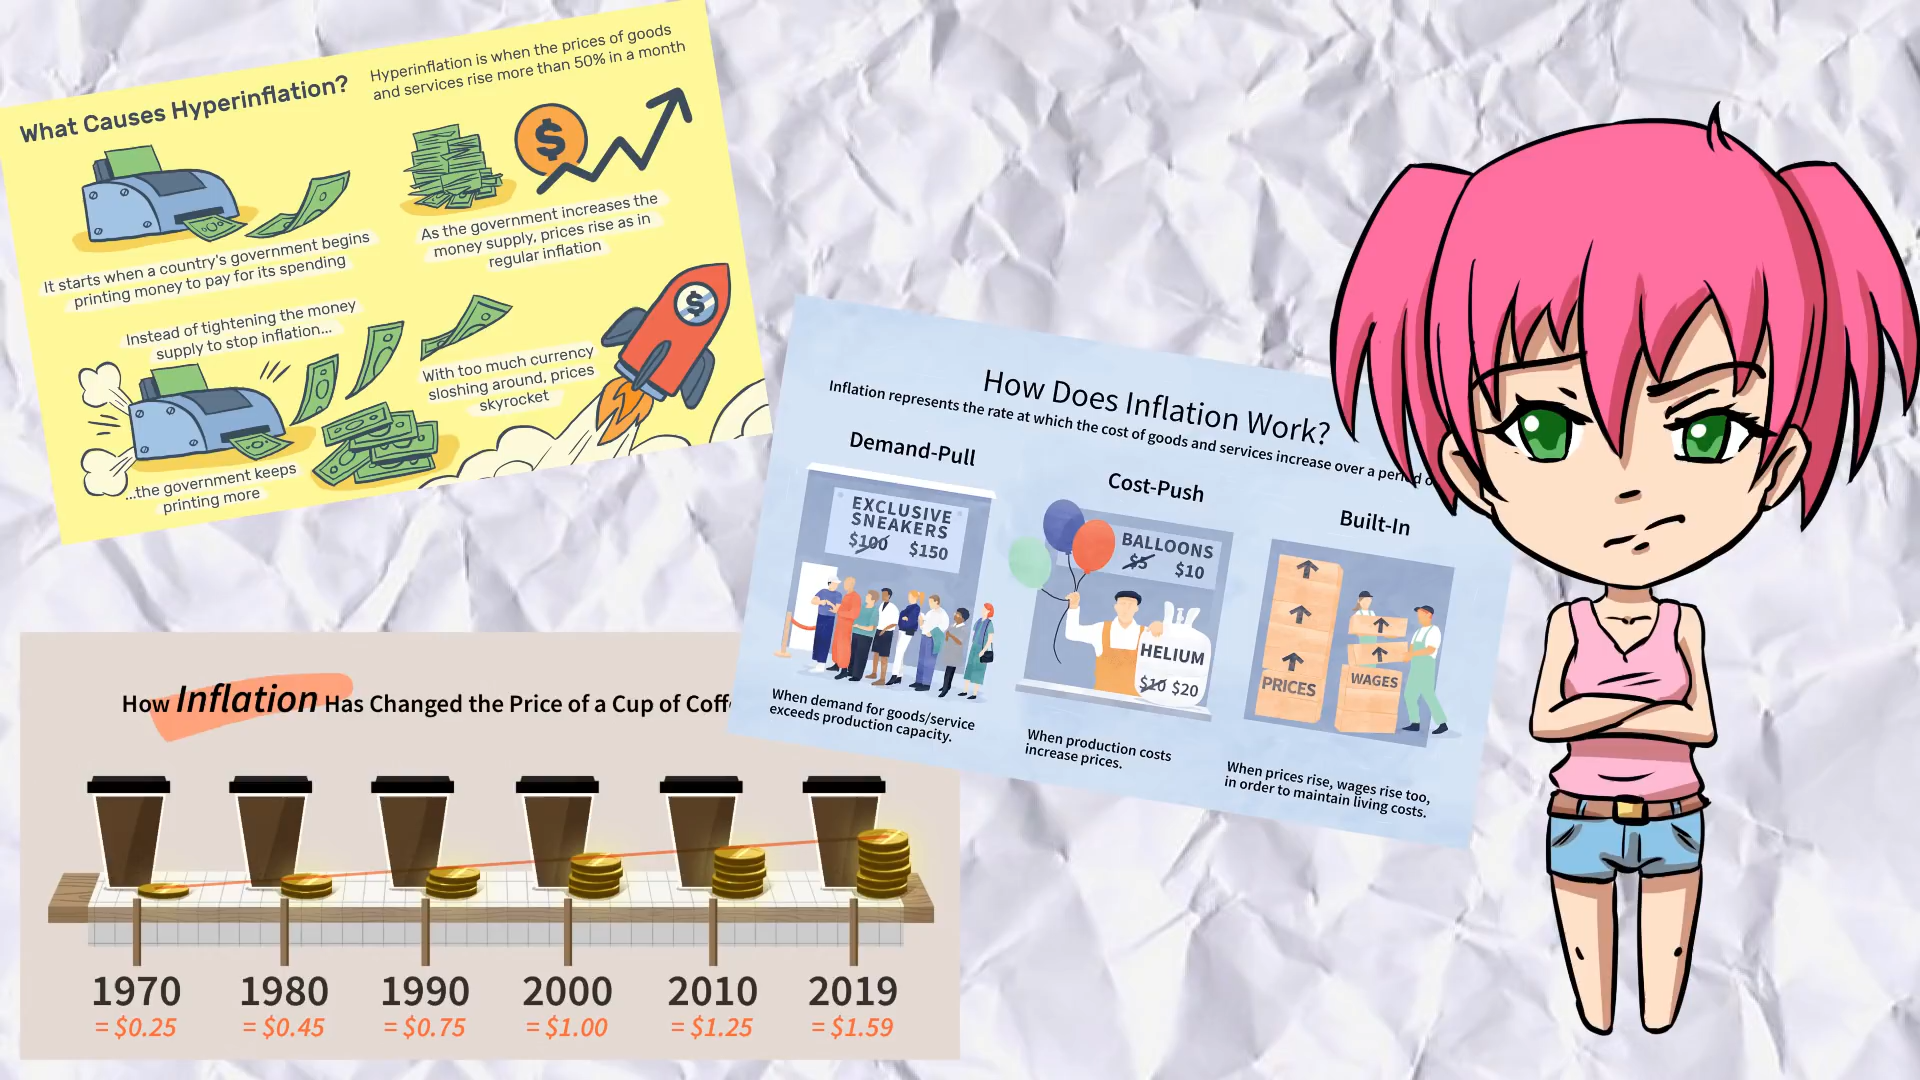 What Causes Hyperinflation?
Hyperinflation is when the prices of goods
and services rise more than 50% in a month
It starts when a country's government begins
printing money to pay for its spending
As the government increases the
money supply, prices rise as in
regular inflation
Instead of tightening the money
supply to stop inflation...
...the government keeps
printing more
With too much currency
sloshing around, prices
skyrocket
$
$
How Does Inflation Work?
Inflation represents the rate at which the cost of goods and services increase over a period o
Demand-Pull
EXCLUSIVE
SNEAKERS
$100 $150
When demand for goods/service
exceeds production capacity.
Cost-Push
BALLOONS
$5 $10
HELIUM
$10 $20
When production costs
increase prices.
Built-In
PRICES
WAGES
When prices rise, wages rise too,
in order to maintain living costs.
How Inflation Has Changed the Price of a Cup of Coff
1970 1980 1990 2000 2010 2019
= $0.25 = $0.45 = $0.75 = $1.00 = $1.25 = $1.59